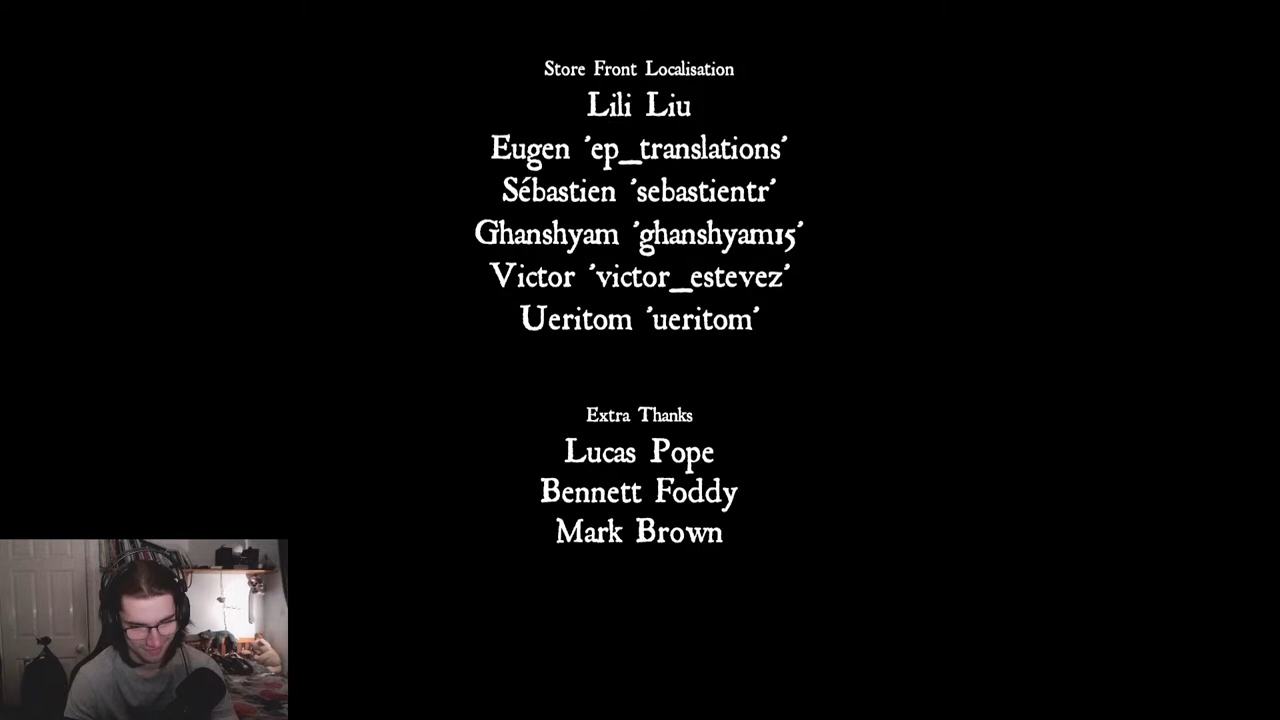 Store Front Localisation
Lili Liu
Eugen 'ep_translations'
Sébastien 'sebastientr'
Ghanshyam 'ghanshyam15'
Victor 'victor_estevez'
Ueritom 'ueritom'
Extra Thanks
Lucas Pope
Bennett Foddy
Mark Brown